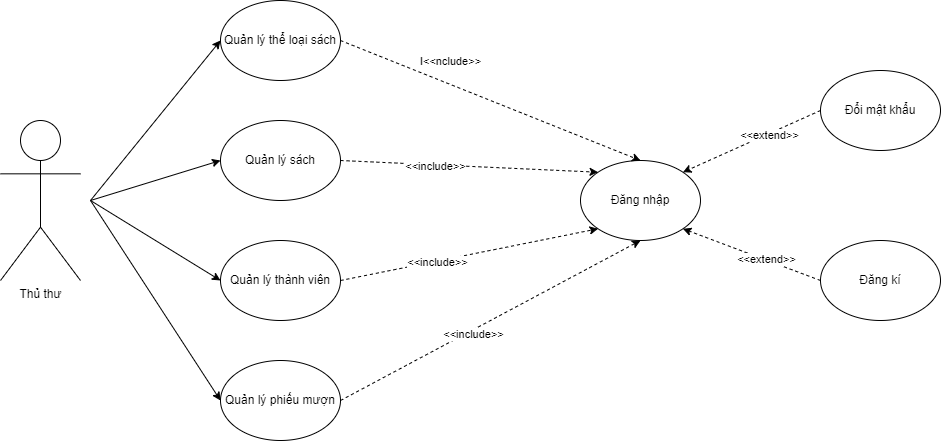 Quản lý thể loại sách
I<<nclude>>
Đổi mật khẩu
<<extend>>
Quản lý sách
<<include>>
Đăng nhập
Thủ thư
Quản lý thành viên
<<include>>
<<extend>>
Đăng kí
<<include>>
Quản lý phiếu mượn